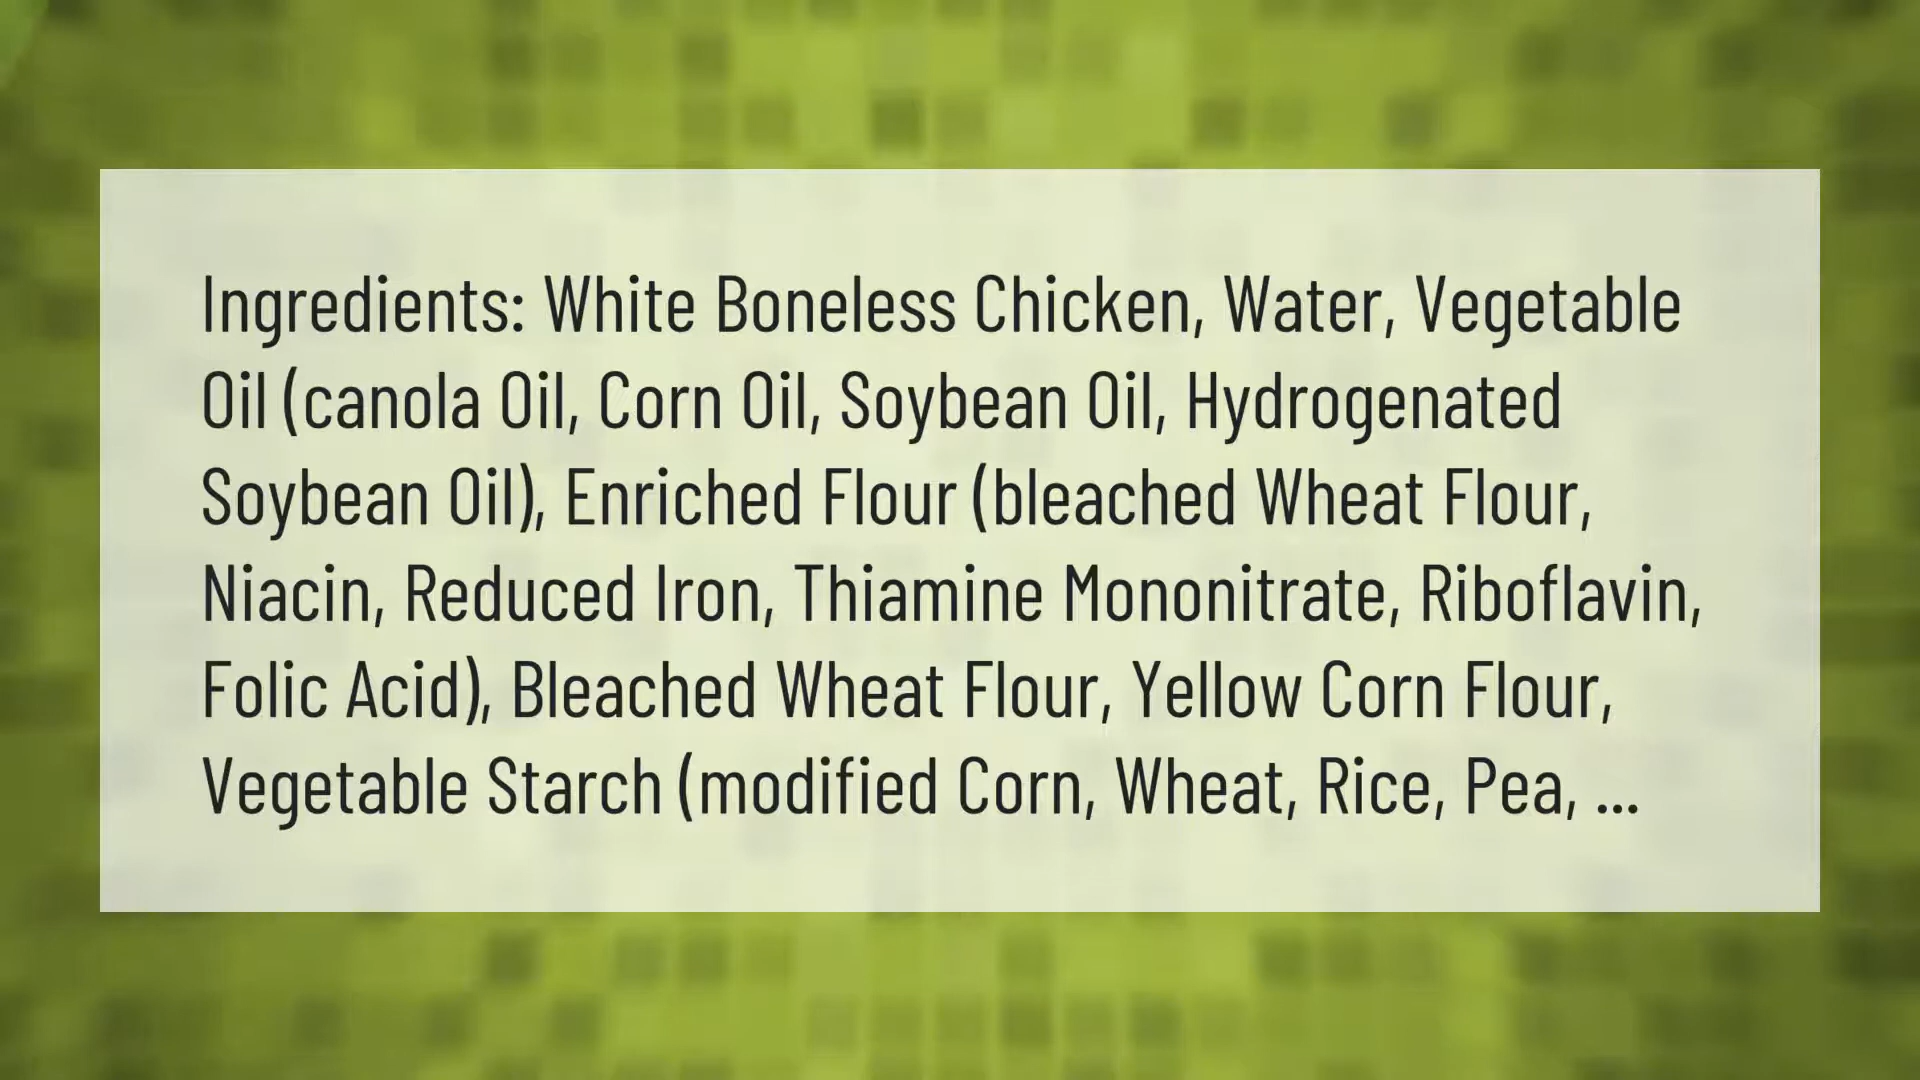 Ingredients: White Boneless Chicken, Water, Vegetable
Oil (canola Oil, Corn Oil, Soybean Oil, Hydrogenated
Soybean Oil), Enriched Flour (bleached Wheat Flour,
Niacin, Reduced Iron, Thiamine Mononitrate, Riboflavin,
Folic Acid), Bleached Wheat Flour, Yellow Corn Flour,
Vegetable Starch (modified Corn, Wheat, Rice, Pea, ...